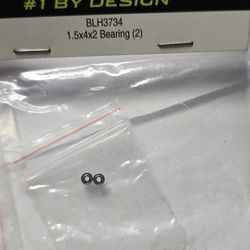 #1 BY DESIGN
BLH3734
1.5x4x2 Bearing (2)